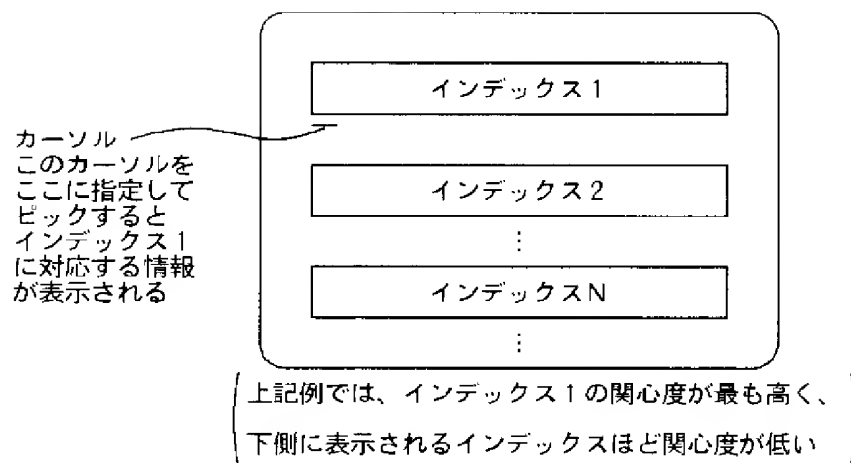 インデックス1
カーソル
このカーソルを
ここに指定して
ピックすると
インデックス1
に対応する情報
が表示される
インデックス2
⋮
インデックスN
⋮
上記例では、インデックス1の関心度が最も高く、
下側に表示されるインデックスほど関心度が低い